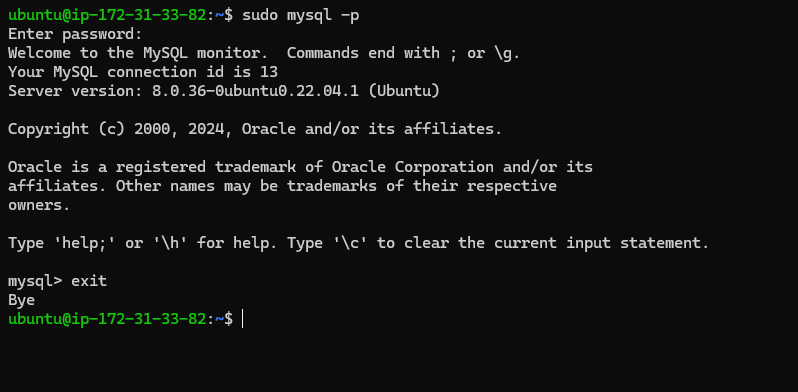 ubuntu@ip-172-31-33-82:~$ sudo mysql -p
Enter password:
Welcome to the MySQL monitor.  Commands end with ; or \g.
Your MySQL connection id is 13
Server version: 8.0.36-0ubuntu0.22.04.1 (Ubuntu)

Copyright (c) 2000, 2024, Oracle and/or its affiliates.

Oracle is a registered trademark of Oracle Corporation and/or its
affiliates. Other names may be trademarks of their respective
owners.

Type 'help;' or '\h' for help. Type '\c' to clear the current input statement.

mysql> exit
Bye
ubuntu@ip-172-31-33-82:~$